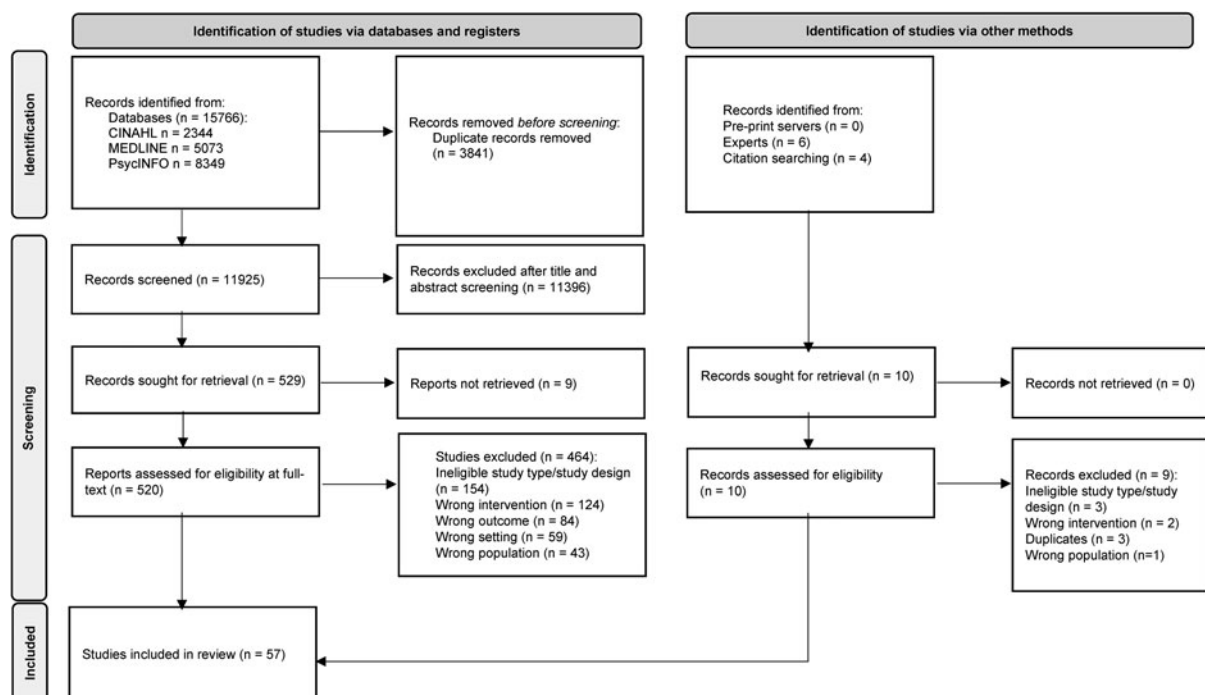 Identification of studies via databases and registers
Identification of studies via other methods
Identification
Records identified from:
Databases (n = 15766):
CINAHL n = 2344
MEDLINE n = 5073
PsycINFO n = 8349
Records removed before screening:
Duplicate records removed
(n = 3841)
Records identified from:
Pre-print servers (n = 0)
Experts (n = 6)
Citation searching (n = 4)
Screening
Records screened (n = 11925)
Records excluded after title and
abstract screening (n = 11396)
Records sought for retrieval (n = 529)
Reports not retrieved (n = 9)
Records sought for retrieval (n = 10)
Records not retrieved (n = 0)
Reports assessed for eligibility at full-
text (n = 520)
Studies excluded (n = 464):
Ineligible study type/study design
(n = 154)
Wrong intervention (n = 124)
Wrong outcome (n = 84)
Wrong setting (n = 59)
Wrong population (n = 43)
Records assessed for eligibility
(n = 10)
Records excluded (n = 9):
Ineligible study type/study
design (n = 3)
Wrong intervention (n = 2)
Duplicates (n = 3)
Wrong population (n=1)
Included
Studies included in review (n = 57)